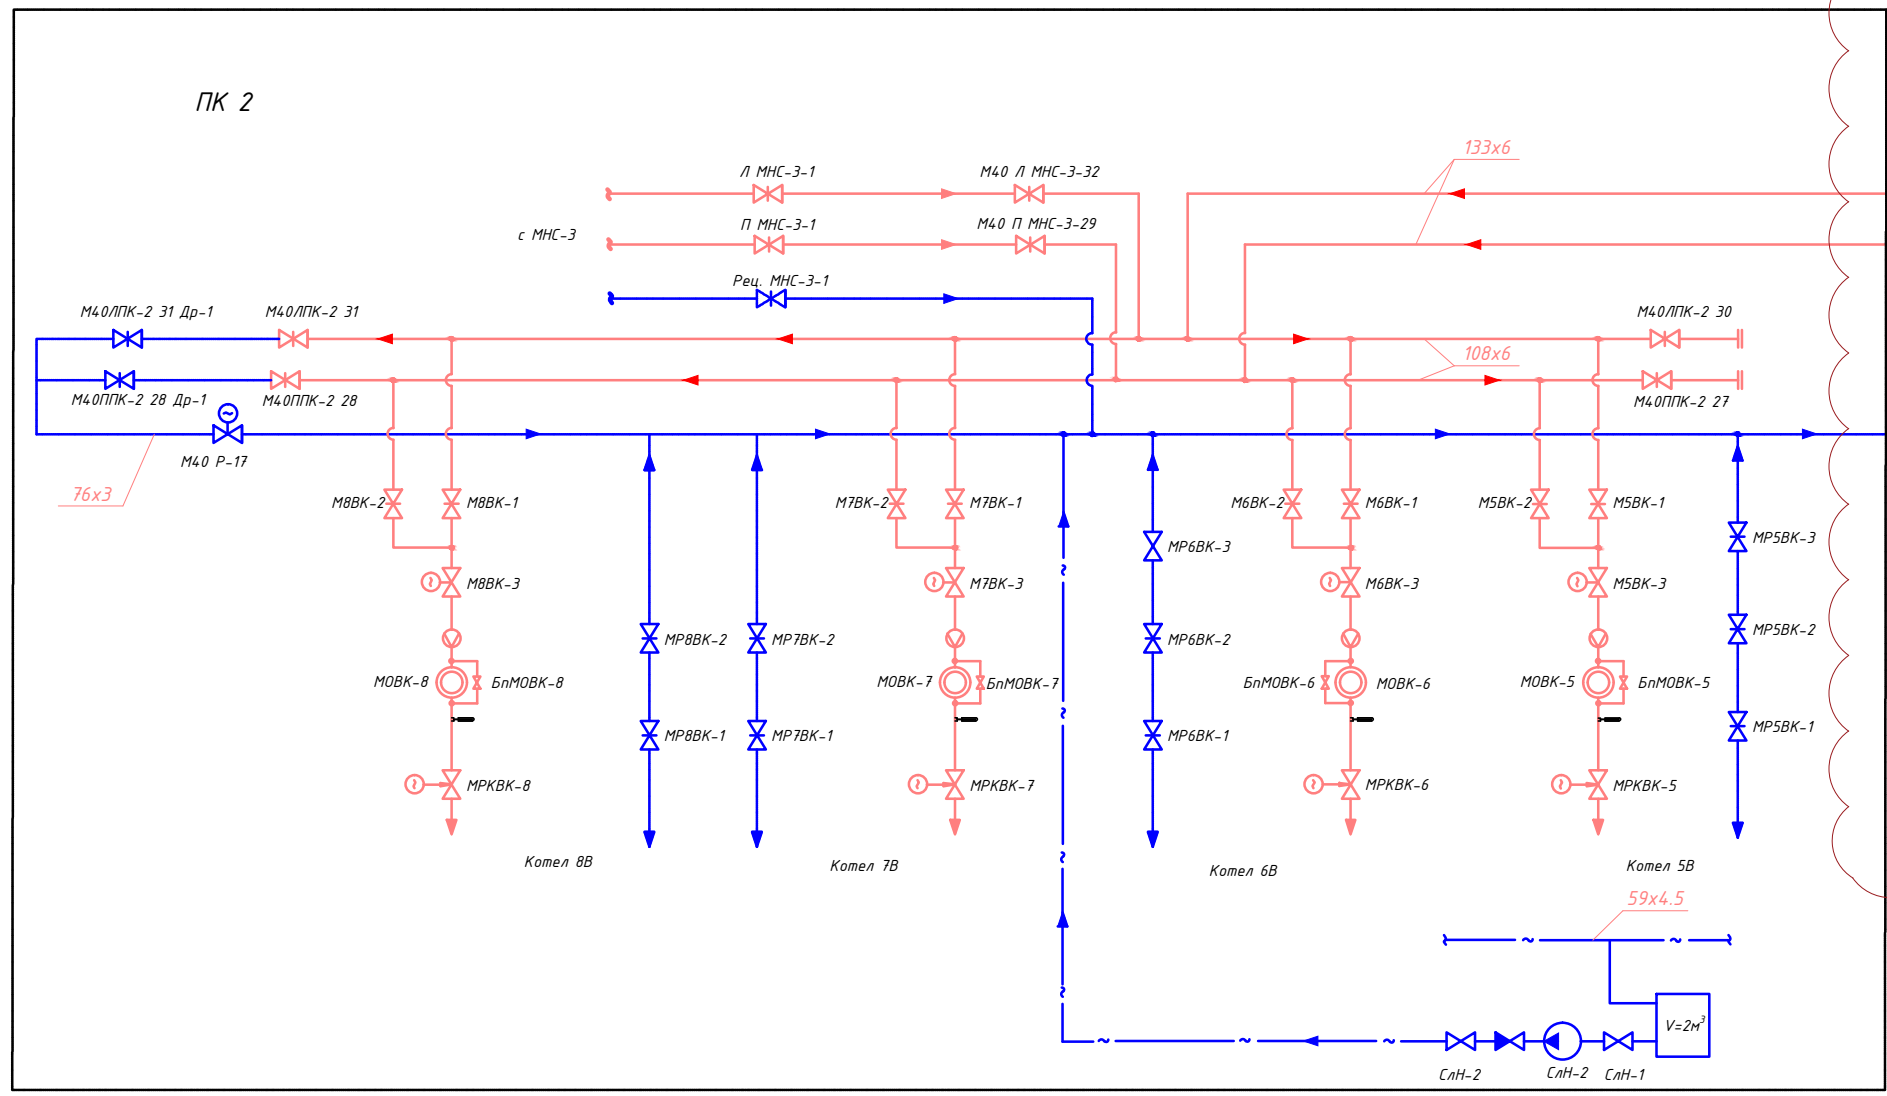 ПК 2
133х6
Л МНС-3-1
М40 Л МНС-3-32
П МНС-3-1
М40 П МНС-3-29
с МНС-3
Рец. МНС-3-1
М40ЛПК-2 31 Др-1
М40ЛПК-2 31
М40ЛПК-2 30
108х6
М40ППК-2 28 Др-1
М40ППК-2 28
М40ППК-2 27
М40 Р-17
76х3
М8ВК-2
М8ВК-1
М7ВК-2
М7ВК-1
М6ВК-2
М6ВК-1
М5ВК-2
М5ВК-1
МР6ВК-3
МР5ВК-3
М8ВК-3
М7ВК-3
М6ВК-3
М5ВК-3
МР8ВК-2
МР7ВК-2
МР6ВК-2
МР5ВК-2
МОВК-8
БпМОВК-8
МОВК-7
БпМОВК-7
БпМОВК-6
МОВК-6
МОВК-5
БпМОВК-5
МР8ВК-1
МР7ВК-1
МР6ВК-1
МР5ВК-1
МРКВК-8
МРКВК-7
МРКВК-6
МРКВК-5
Котел 8В
Котел 7В
Котел 6В
Котел 5В
59х4.5
V=2м³
СлН-2
СлН-2
СлН-1